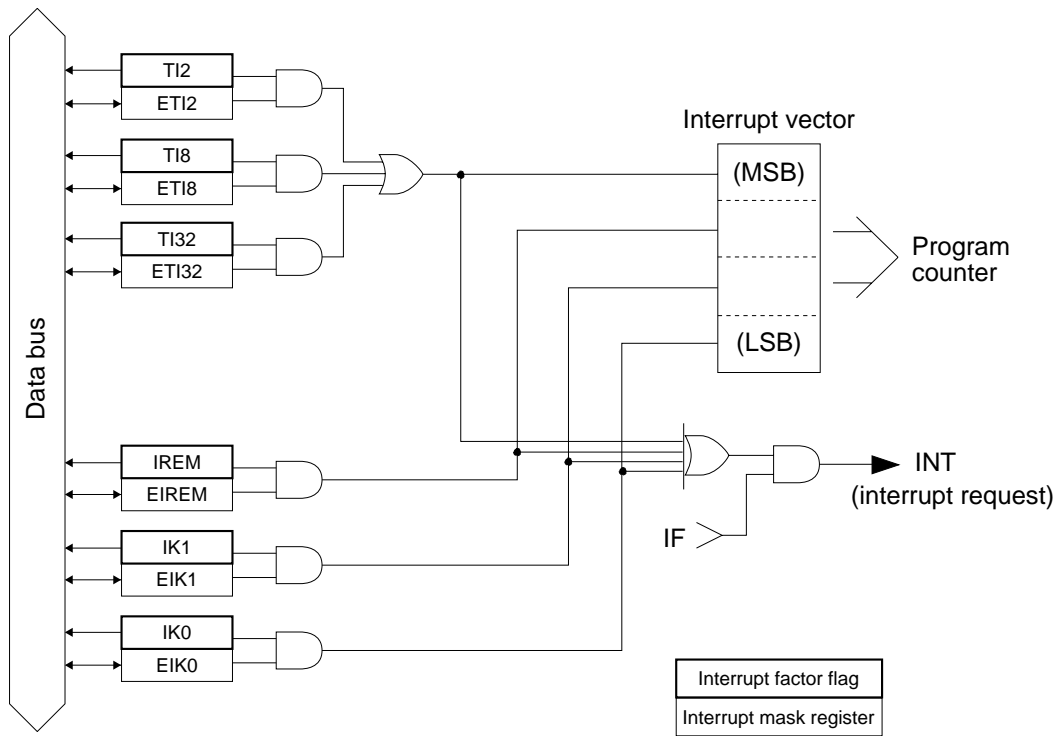 TI2
ETI2
TI8
ETI8
TI32
ETI32
Data bus
IREM
EIREM
IK1
EIK1
IK0
EIK0
Interrupt vector
(MSB)
(LSB)
Program
counter
INT
(interrupt request)
IF
Interrupt factor flag
Interrupt mask register